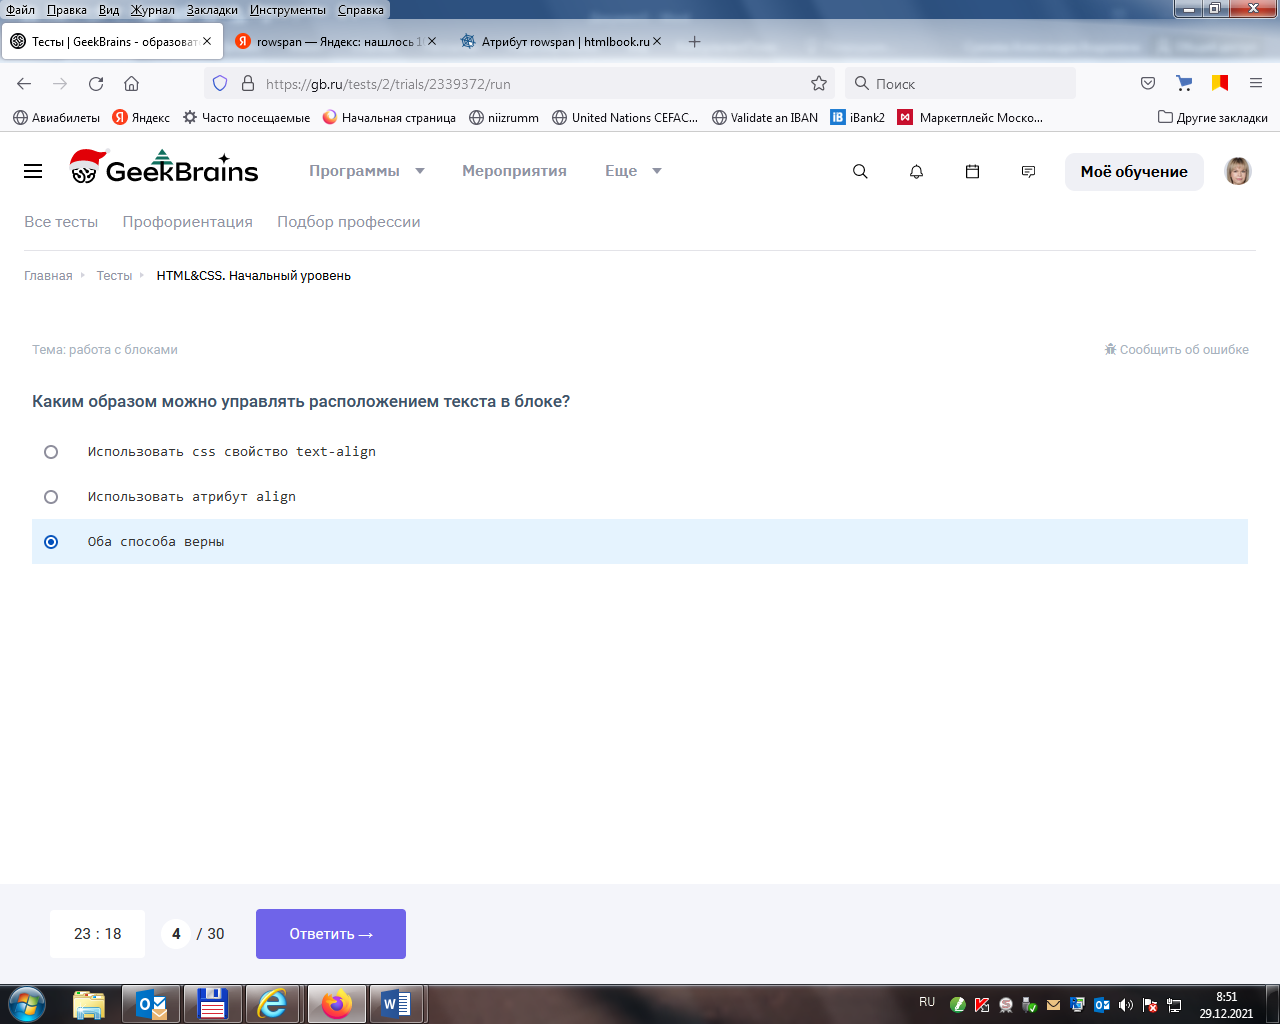 Файл Правка Вид Журнал Закладки Инструменты Справка
Тесты | GeekBrains - образоват
rowspan — Яндекс: нашлось 1
Атрибут rowspan | htmlbook.ru
https://gb.ru/tests/2/trials/2339372/run
Поиск
Авиабилеты Яндекс Часто посещаемые Начальная страница niizrumm United Nations CEFAC... Validate an IBAN iBank2 Маркетплейс Моско... Другие закладки
GeekBrains Программы Мероприятия Еще Моё обучение
Все тесты Профориентация Подбор профессии
Главная Тесты HTML&CSS. Начальный уровень
Тема: работа с блоками
Сообщить об ошибке
Каким образом можно управлять расположением текста в блоке?
Использовать css свойство text-align
Использовать атрибут align
Оба способа верны
23 : 18 4 / 30 Ответить →
RU 8:51
29.12.2021